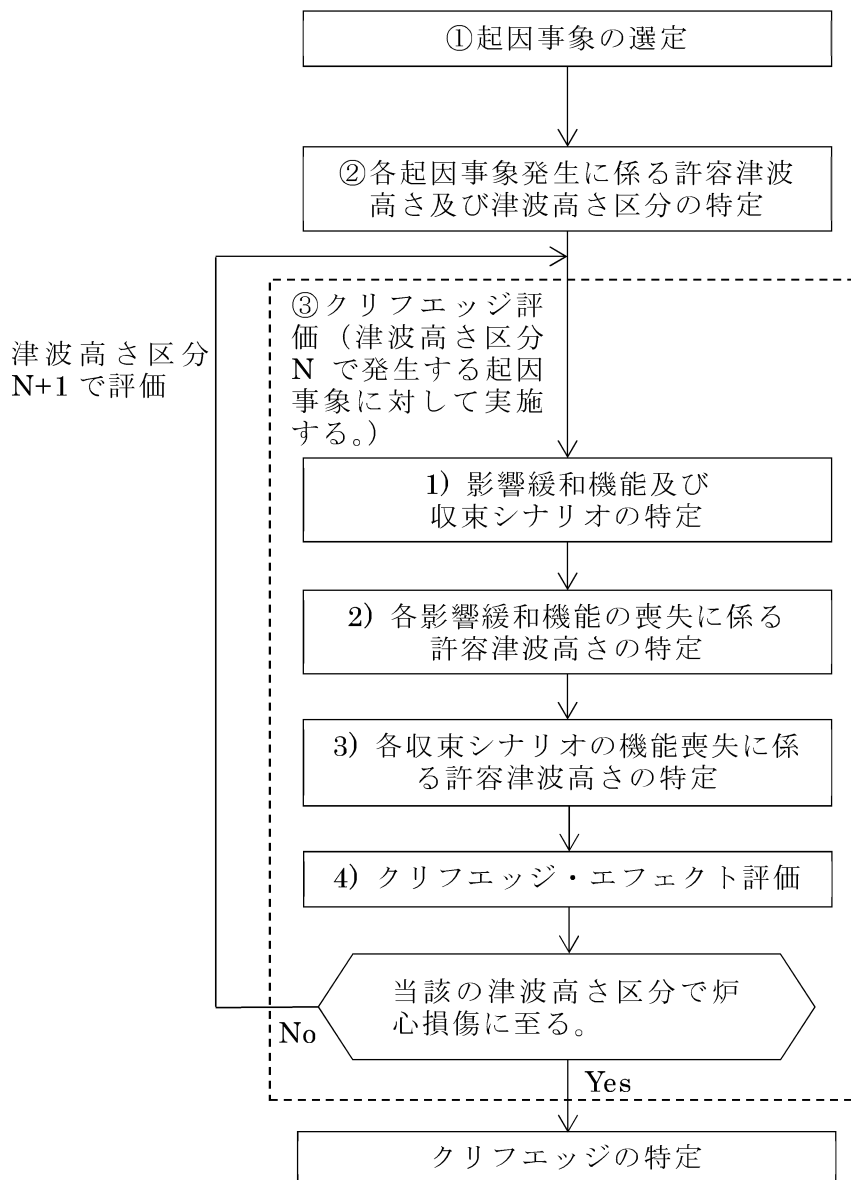 ①起因事象の選定
②各起因事象発生に係る許容津波
高さ及び津波高さ区分の特定
③クリフエッジ評
価（津波高さ区分
N で発生する起因
事象に対して実施
する。）
津波高さ区分
N+1 で評価
1) 影響緩和機能及び
収束シナリオの特定
2) 各影響緩和機能の喪失に係る
許容津波高さの特定
3) 各収束シナリオの機能喪失に係
る許容津波高さの特定
4) クリフエッジ・エフェクト評価
当該の津波高さ区分で炉
心損傷に至る。
No
Yes
クリフエッジの特定